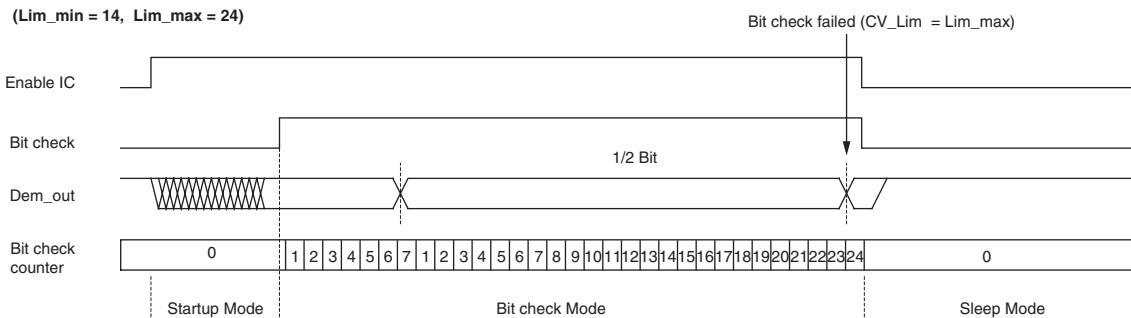 (Lim_min = 14, Lim_max = 24)
Bit check failed (CV_Lim = Lim_max)
Enable IC
Bit check
1/2 Bit
Dem_out
Bit check
counter
0
1 2 3 4 5 6 7 1 2 3 4 5 6 7 8 9 10 11 12 13 14 15 16 17 18 19 20 21 22 23 24
0
Startup Mode
Bit check Mode
Sleep Mode